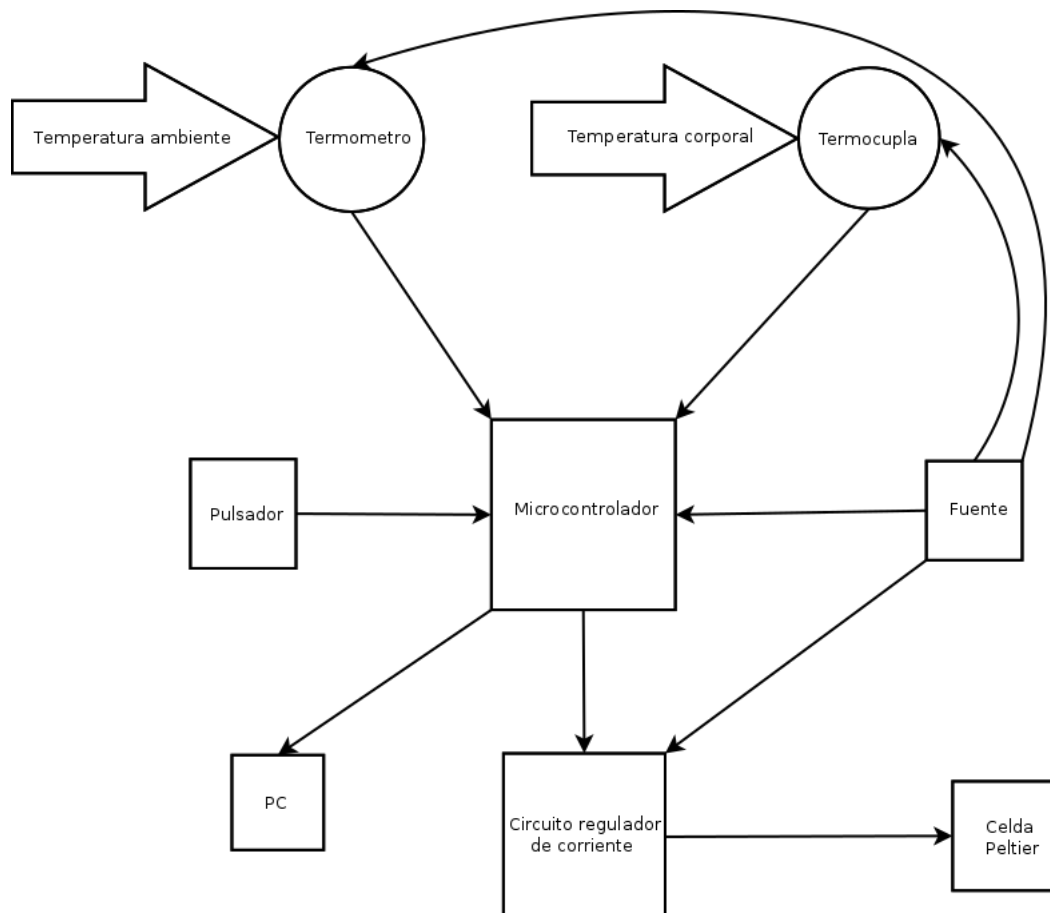 Temperatura ambiente
Termometro
Temperatura corporal
Termocupla
Pulsador
Microcontrolador
Fuente
PC
Circuito regulador
de corriente
Celda
Peltier